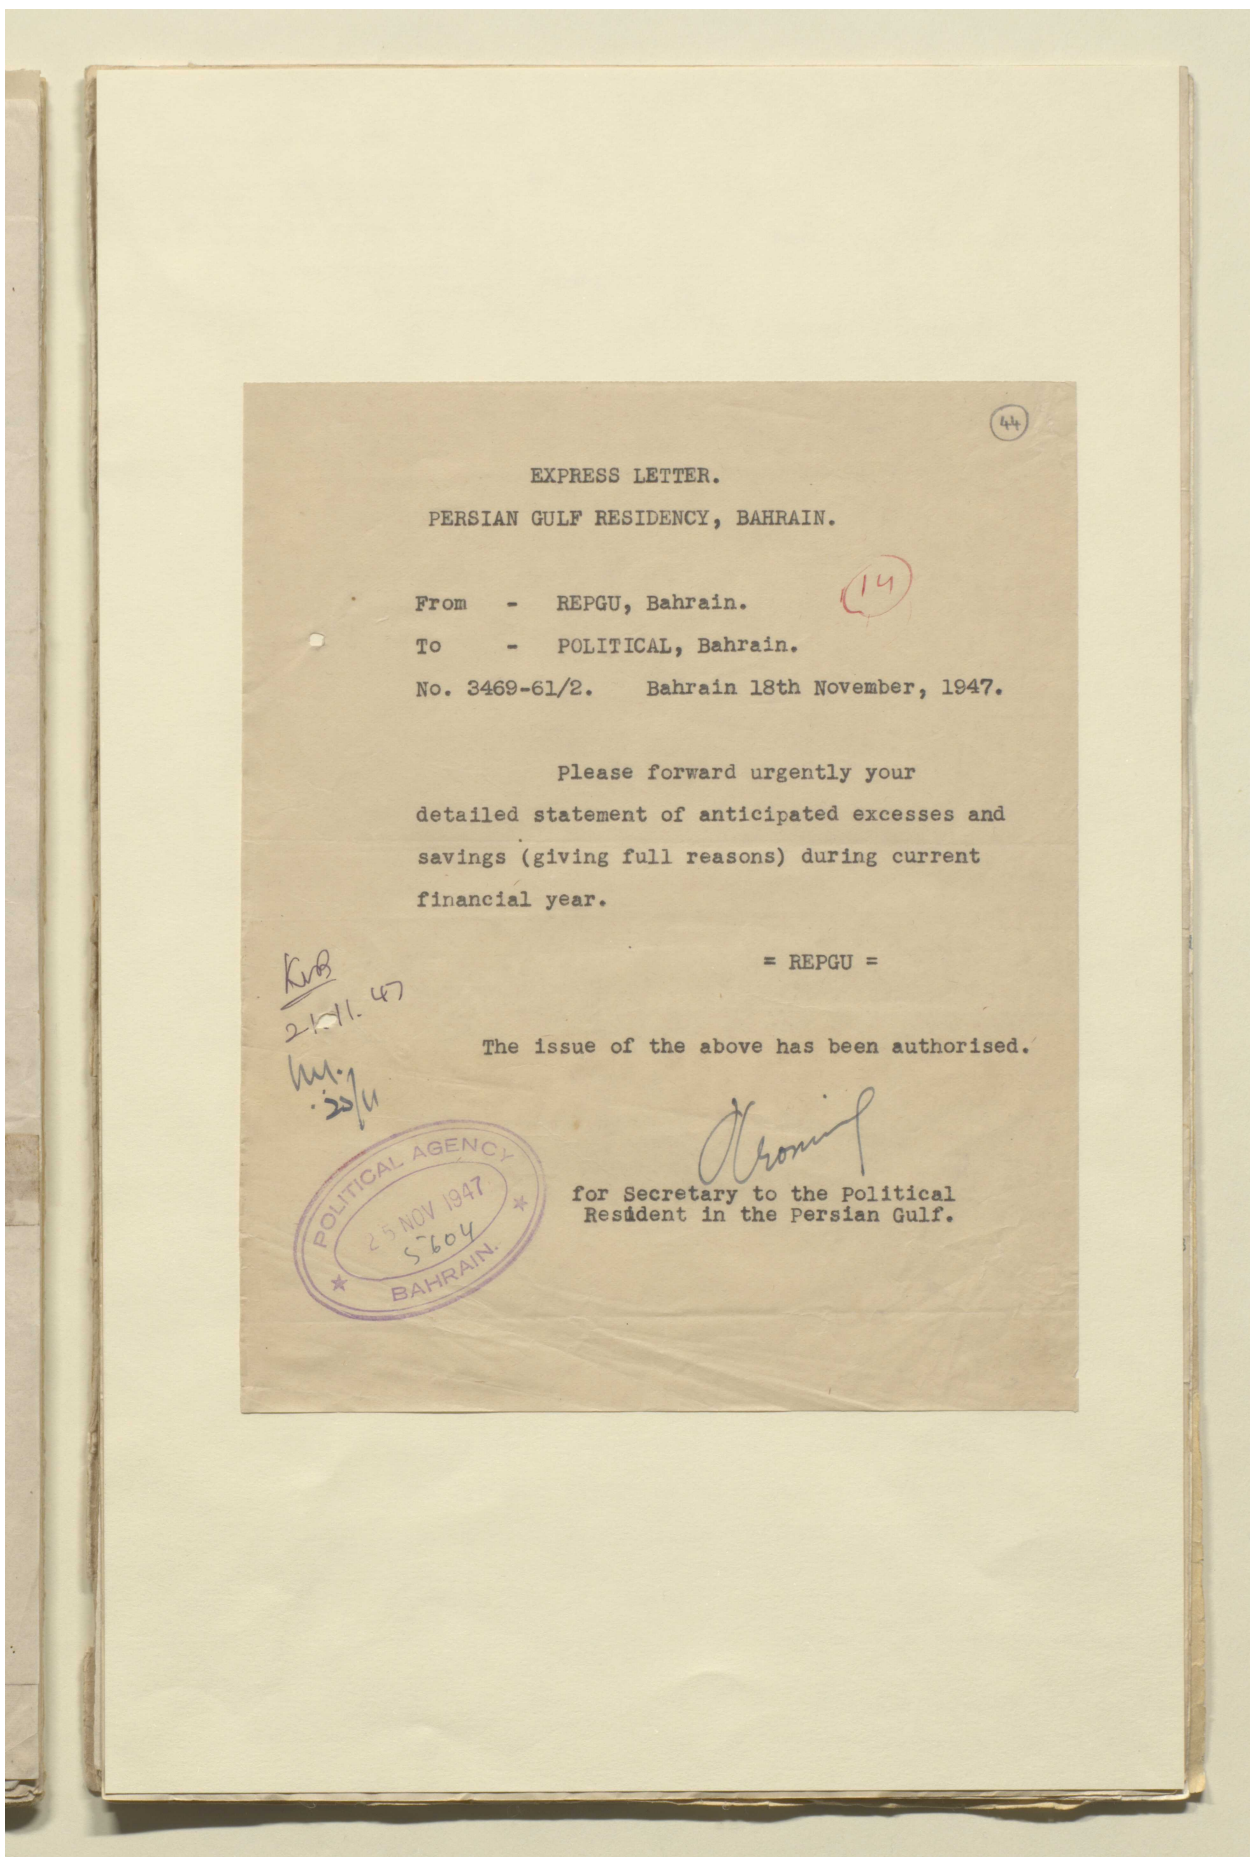 44
EXPRESS LETTER.
PERSIAN GULF RESIDENCY, BAHRAIN.
14
From - REPGU, Bahrain.
To - POLITICAL, Bahrain.
No. 3469-61/2. Bahrain 18th November, 1947.
Please forward urgently your
detailed statement of anticipated excesses and
savings (giving full reasons) during current
financial year.
= REPGU =
21.11.47
The issue of the above has been authorised.
for Secretary to the Political
Resident in the Persian Gulf.
POLITICAL AGENCY
25 NOV 1947
5604
BAHRAIN.